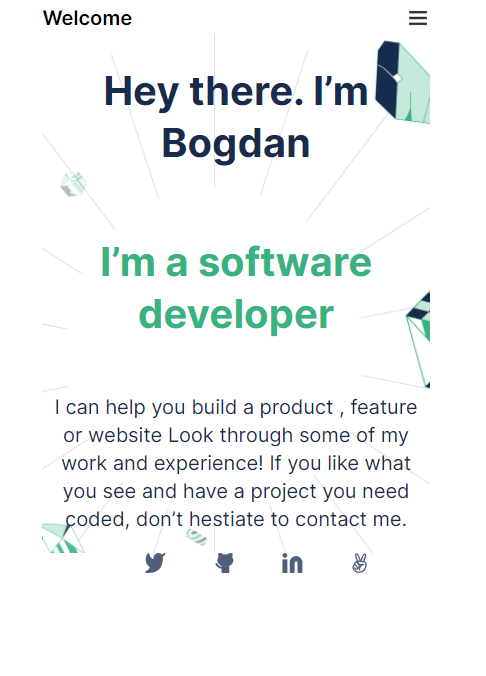 Welcome
Hey there. I’m
Bogdan
I’m a software
developer
I can help you build a product , feature
or website Look through some of my
work and experience! If you like what
you see and have a project you need
coded, don’t hestiate to contact me.